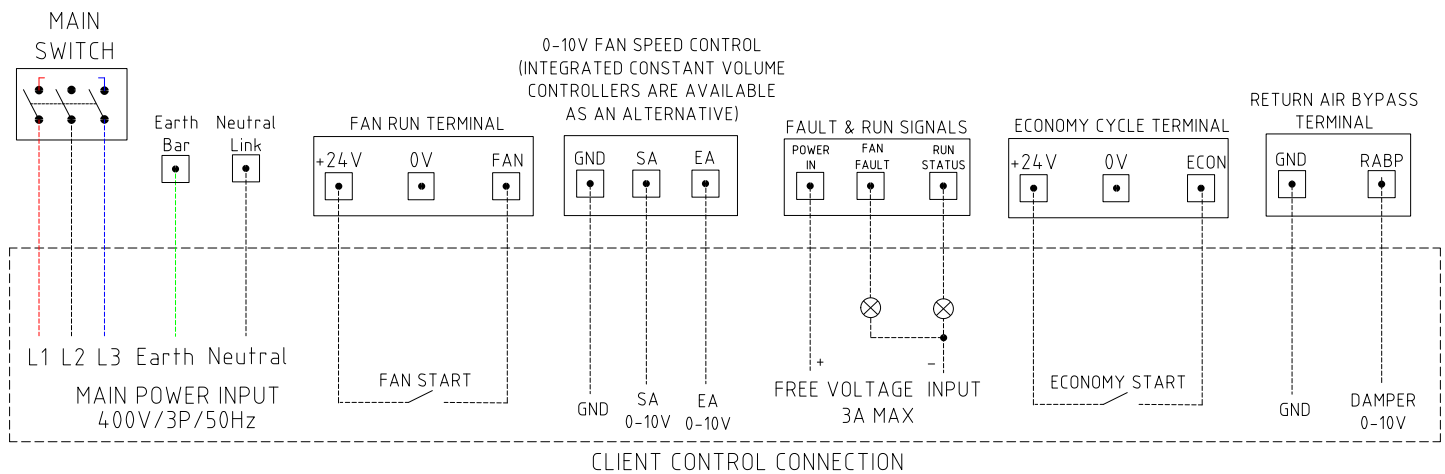 MAIN
SWITCH
Earth
Bar
Neutral
Link
FAN RUN TERMINAL
+24V
0V
FAN
0-10V FAN SPEED CONTROL
(INTEGRATED CONSTANT VOLUME
CONTROLLERS ARE AVAILABLE
AS AN ALTERNATIVE)
GND
SA
EA
FAULT & RUN SIGNALS
POWER
IN
FAN
FAULT
RUN
STATUS
ECONOMY CYCLE TERMINAL
+24V
0V
ECON
RETURN AIR BYPASS
TERMINAL
GND
RABP
L1 L2 L3 Earth Neutral
MAIN POWER INPUT
400V/3P/50Hz
FAN START
GND
SA
0-10V
EA
0-10V
+
-
FREE VOLTAGE INPUT
3A MAX
ECONOMY START
GND
DAMPER
0-10V
CLIENT CONTROL CONNECTION